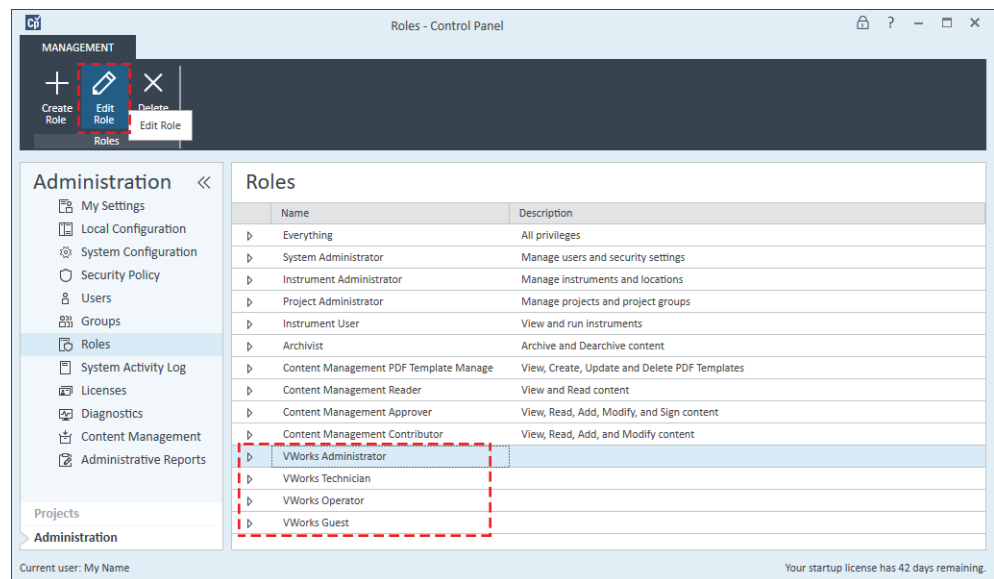 Cp
Roles - Control Panel
?
MANAGEMENT
Create Role
Edit Role
Delete
Edit Role
Roles
Administration
My Settings
Local Configuration
System Configuration
Security Policy
Users
Groups
Roles
System Activity Log
Licenses
Diagnostics
Content Management
Administrative Reports
Projects
Administration
Roles
Name Description
Everything All privileges
System Administrator Manage users and security settings
Instrument Administrator Manage instruments and locations
Project Administrator Manage projects and project groups
Instrument User View and run instruments
Archivist Archive and Dearchive content
Content Management PDF Template Manage View, Create, Update and Delete PDF Templates
Content Management Reader View and Read content
Content Management Approver View, Read, Add, Modify, and Sign content
Content Management Contributor View, Read, Add, and Modify content
VWorks Administrator
VWorks Technician
VWorks Operator
VWorks Guest
Current user: My Name
Your startup license has 42 days remaining.